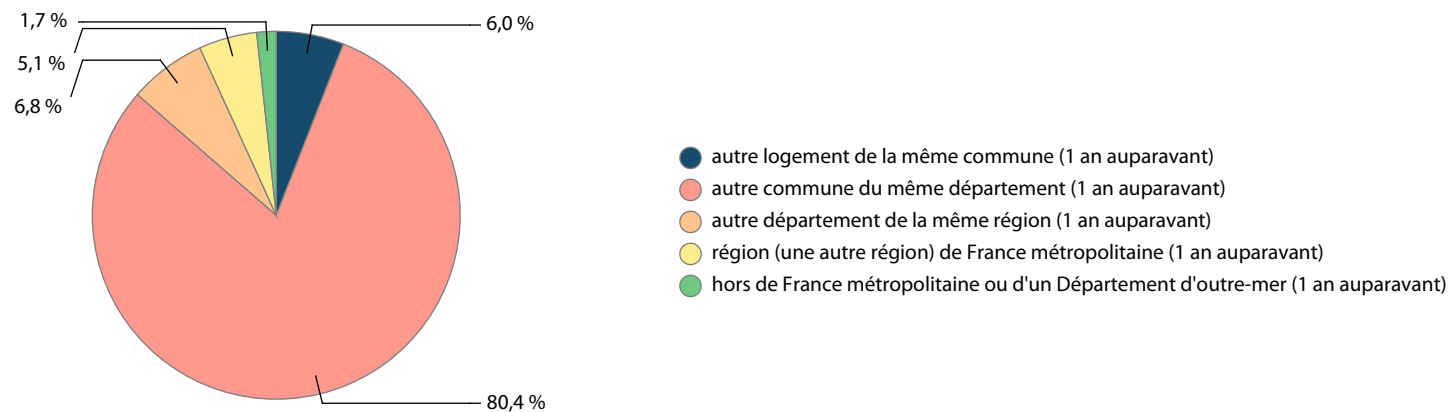 1,7 %
6,0 %
5,1 %
6,8 %
autre logement de la même commune (1 an auparavant)
autre commune du même département (1 an auparavant)
autre département de la même région (1 an auparavant)
région (une autre région) de France métropolitaine (1 an auparavant)
hors de France métropolitaine ou d'un Département d'outre-mer (1 an auparavant)
80,4 %